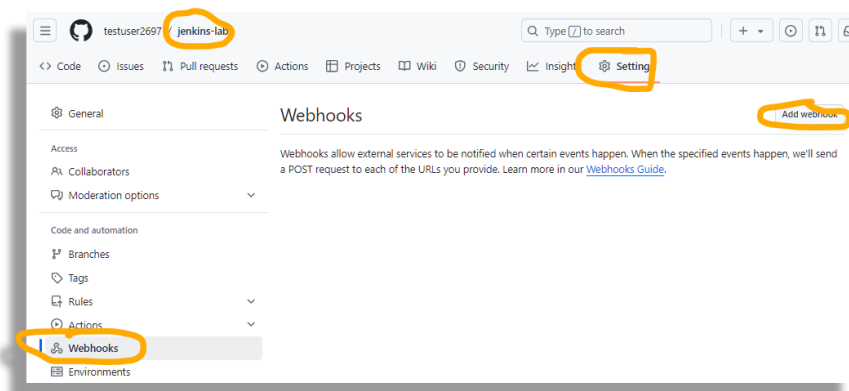 testuser2697 / jenkins-lab
Type / to search
Code
Issues
Pull requests
Actions
Projects
Wiki
Security
Insight
Setting
General
Access
Collaborators
Moderation options
Code and automation
Branches
Tags
Rules
Actions
Webhooks
Environments
Webhooks
Add webhook
Webhooks allow external services to be notified when certain events happen. When the specified events happen, we'll send
a POST request to each of the URLs you provide. Learn more in our Webhooks Guide.